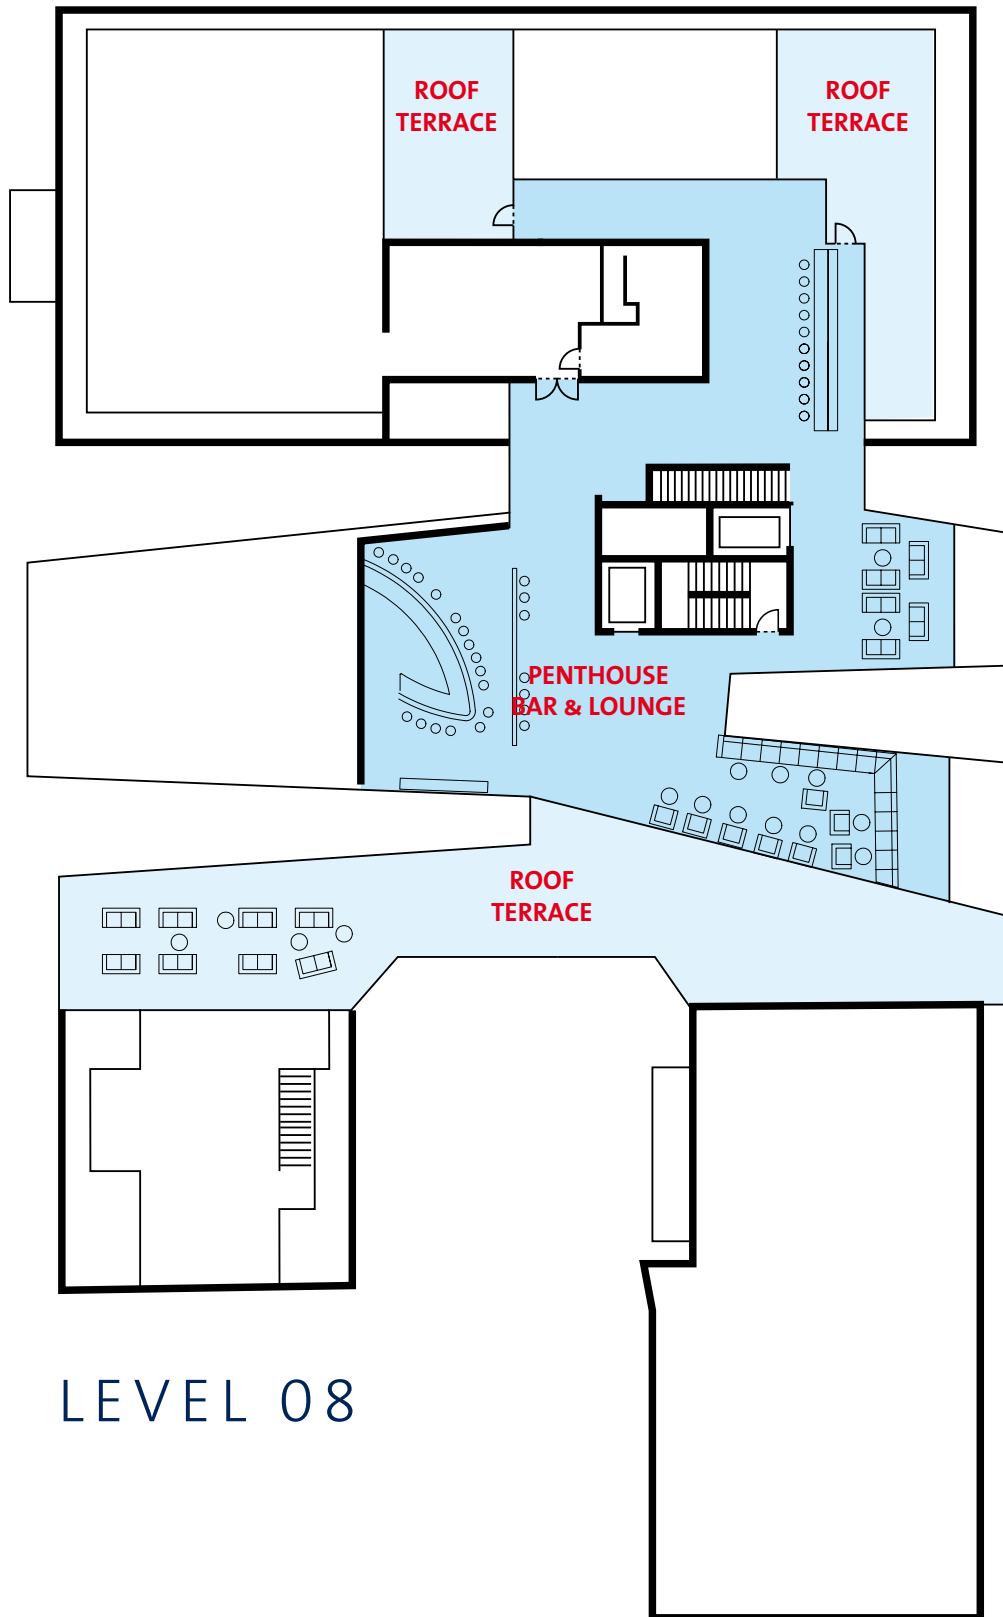 ROOF
TERRACE
ROOF
TERRACE
PENTHOUSE
BAR & LOUNGE
ROOF
TERRACE
LEVEL 08